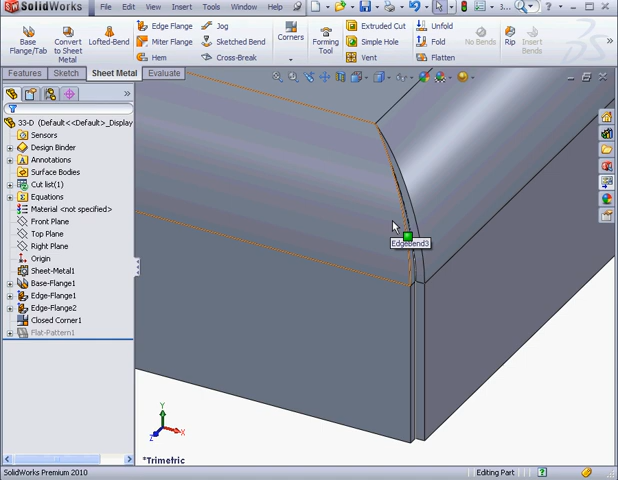 SolidWorks File Edit View Insert Tools Window Help 3...
Base Flange/Tab
Convert to Sheet Metal
Lofted-Bend
Edge Flange
Miter Flange
Hem
Jog
Sketched Bend
Cross-Break
Corners
Forming Tool
Extruded Cut
Simple Hole
Vent
Unfold
Fold
Flatten
No Bends
Rip
Insert Bends
Features Sketch Sheet Metal Evaluate
33-D (Default<<Default>_Display
Sensors
Design Binder
Annotations
Surface Bodies
Cut list(1)
Equations
Material <not specified>
Front Plane
Top Plane
Right Plane
Origin
Sheet-Metal1
Base-Flange1
Edge-Flange1
Edge-Flange2
Closed Corner1
Flat-Pattern1
EdgeBend3
Y
X
Z
*Trimetric
SolidWorks Premium 2010 Editing Part